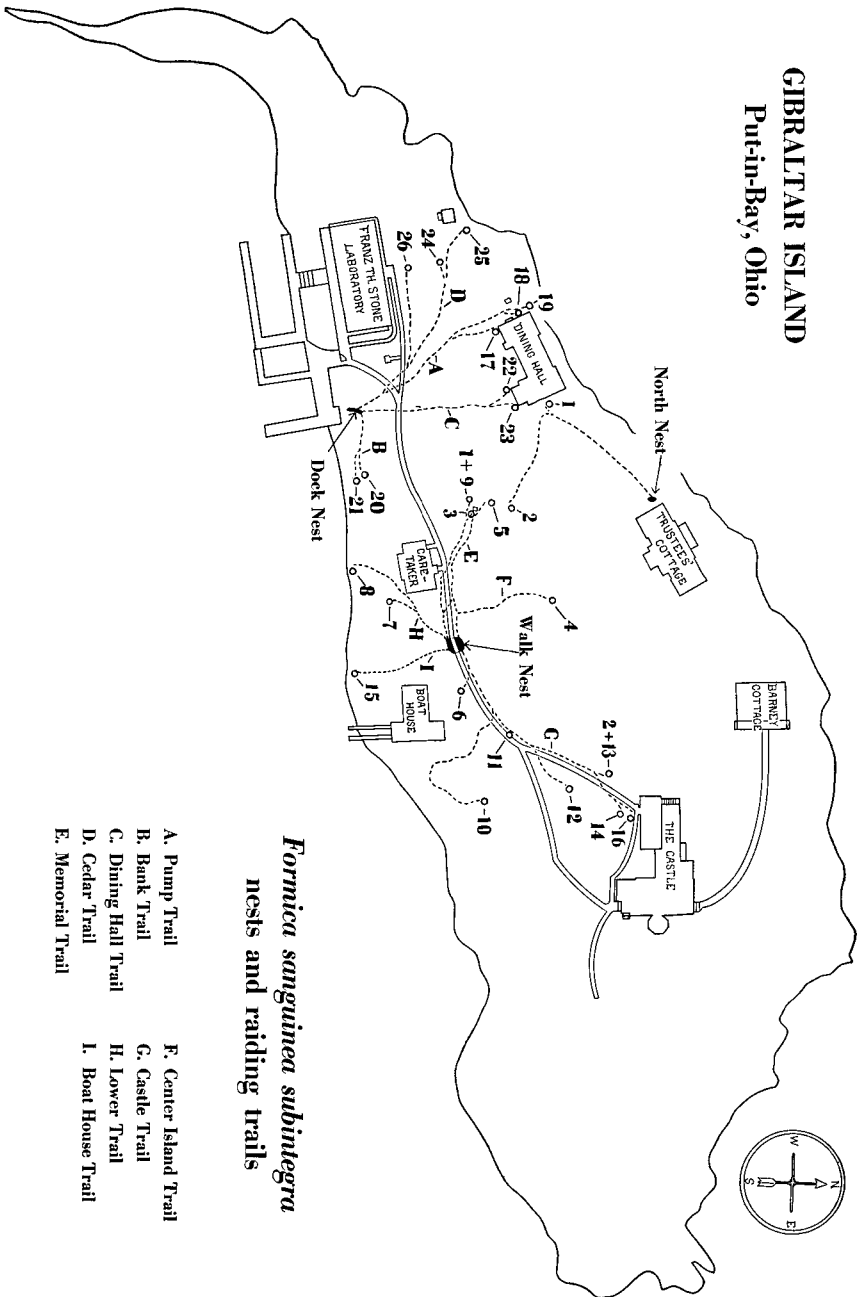 GIBRALTAR ISLAND
Put-in-Bay, Ohio
North Nest
TRUSTEES'
COTTAGE
BARNEY
COTTAGE
THE CASTLE
DINING HALL
FRANZ TH. STONE
LABORATORY
CARE-
TAKER
BOAT
HOUSE
Dock Nest
Walk Nest
N
W
E
S
25
24
26
D
A
18
19
17
22
23
C
B
20
21
1
2
1+9
3
5
E
F
4
8
7
H
I
15
6
11
G
2+13
12
14
16
10
Formica sanguinea subintegra
nests and raiding trails
A. Pump Trail
B. Bank Trail
C. Dining Hall Trail
D. Cedar Trail
E. Memorial Trail
F. Center Island Trail
G. Castle Trail
H. Lower Trail
I. Boat House Trail